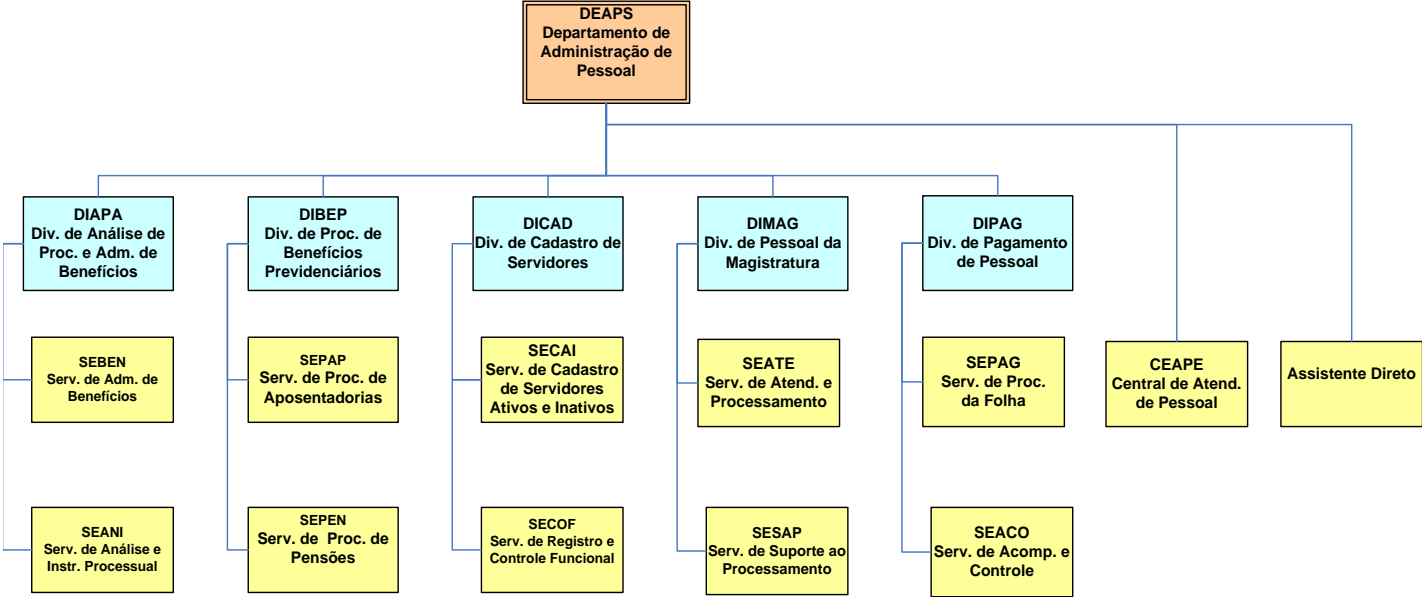 DEAPS
Departamento de
Administração de
Pessoal
DIAPA
Div. de Análise de
Proc. e Adm. de
Benefícios
DIBEP
Div. de Proc. de
Benefícios
Previdenciários
DICAD
Div. de Cadastro de
Servidores
DIMAG
Div. de Pessoal da
Magistratura
DIPAG
Div. de Pagamento
de Pessoal
SEBEN
Serv. de Adm. de
Benefícios
SEPAP
Serv. de Proc. de
Aposentadorias
SECAI
Serv. de Cadastro
de Servidores
Ativos e Inativos
SEATE
Serv. de Atend. e
Processamento
SEPAG
Serv. de Proc.
da Folha
CEAPE
Central de Atend.
de Pessoal
Assistente Direto
SEANI
Serv. de Análise e
Instr. Processual
SEPEN
Serv. de Proc. de
Pensões
SECOF
Serv. de Registro e
Controle Funcional
SESAP
Serv. de Suporte ao
Processamento
SEACO
Serv. de Acomp. e
Controle